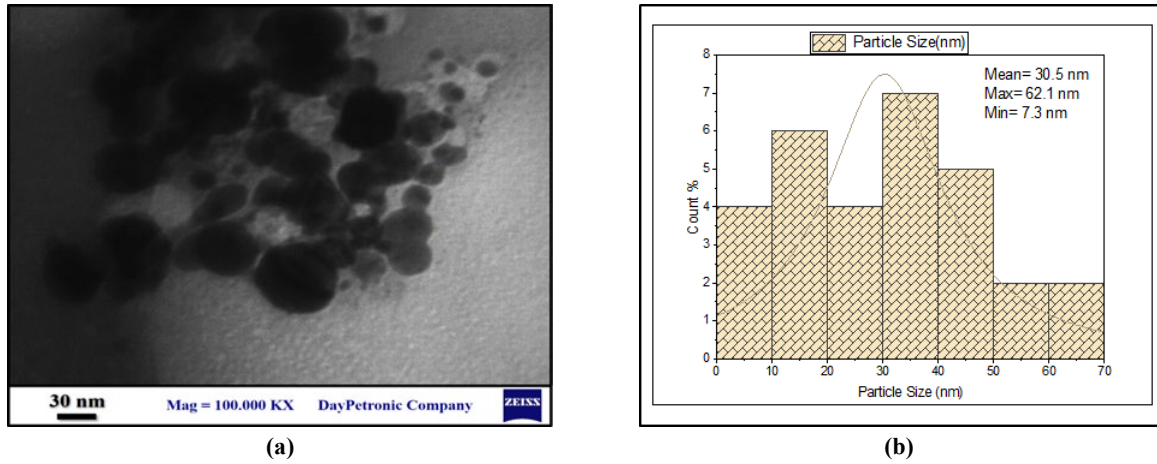 30 nm
Mag = 100.000 KX DayPetronic Company
ZEISS
(a)
Particle Size(nm)
Mean= 30.5 nm
Max= 62.1 nm
Min= 7.3 nm
8
7
6
5
4
3
2
1
0
Count %
0 10 20 30 40 50 60 70
Particle Size (nm)
(b)